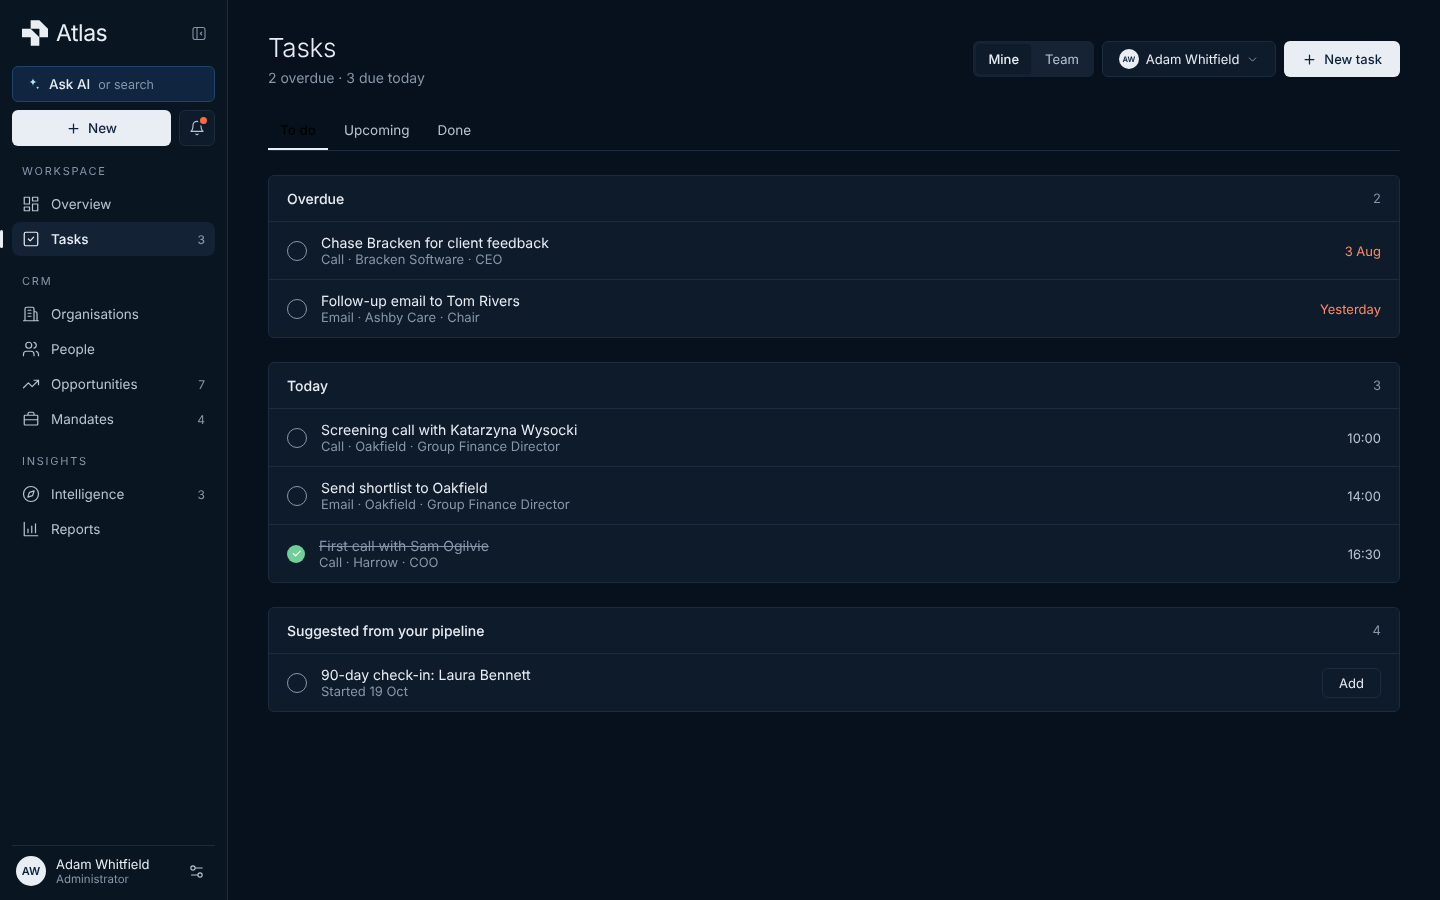 Atlas
Ask AI or search
New
WORKSPACE
Overview
Tasks 3
CRM
Organisations
People
Opportunities 7
Mandates 4
INSIGHTS
Intelligence 3
Reports
AW Adam Whitfield
Administrator
Tasks
2 overdue · 3 due today
Mine Team
AW Adam Whitfield
New task
To do Upcoming Done
Overdue 2
Chase Bracken for client feedback
Call · Bracken Software · CEO
3 Aug
Follow-up email to Tom Rivers
Email · Ashby Care · Chair
Yesterday
Today 3
Screening call with Katarzyna Wysocki
Call · Oakfield · Group Finance Director
10:00
Send shortlist to Oakfield
Email · Oakfield · Group Finance Director
14:00
First call with Sam Ogilvie
Call · Harrow · COO
16:30
Suggested from your pipeline 4
90-day check-in: Laura Bennett
Started 19 Oct
Add